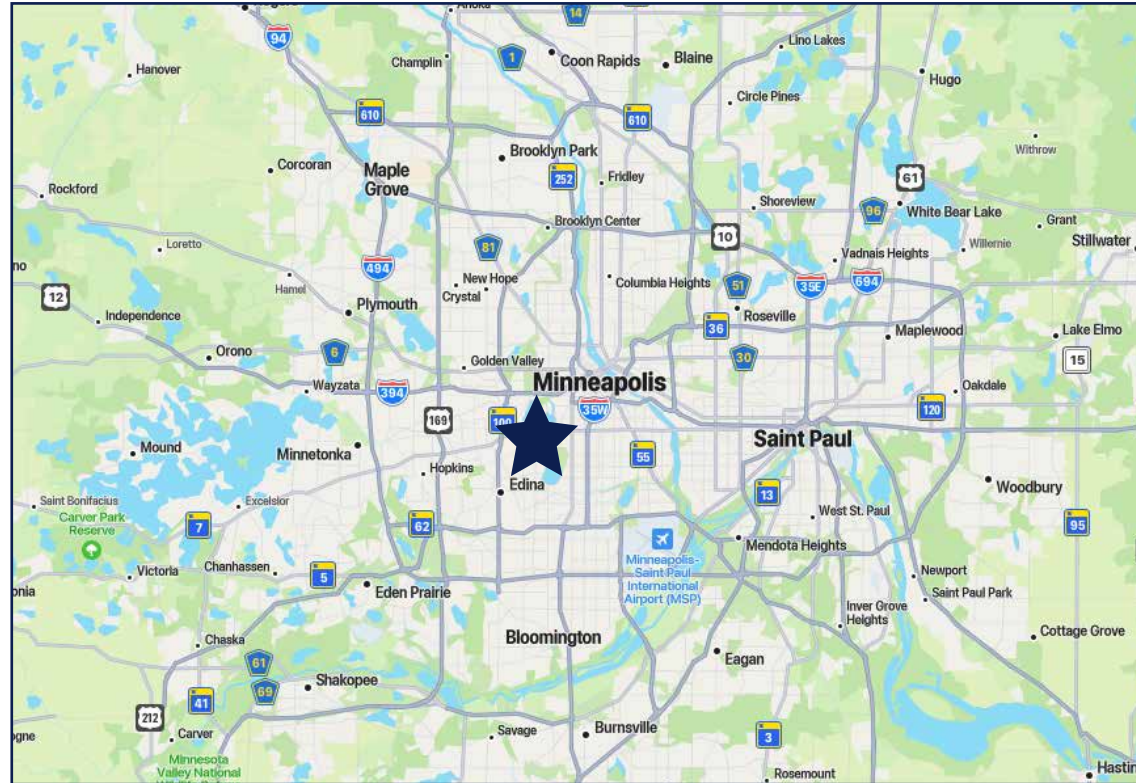 94
Hanover
Champlin
1
14
Coon Rapids
Blaine
Lino Lakes
Hugo
Circle Pines
610
610
Withrow
Corcoran
Maple
Grove
Brooklyn Park
252
Fridley
61
Rockford
Shoreview
96
White Bear Lake
Brooklyn Center
Grant
Loretto
81
10
Willernie
Stillwater
Vadnais Heights
494
New Hope
Columbia Heights
51
35E
694
Hamel
Crystal
12
Plymouth
Roseville
Independence
36
Maplewood
Lake Elmo
Orono
6
Golden Valley
30
15
Wayzata
394
Minneapolis
Oakdale
169
100
35W
120
Mound
Minnetonka
55
Saint Paul
Hopkins
Edina
Woodbury
Saint Bonifacius
Excelsior
13
Carver Park
Reserve
7
62
West St. Paul
95
Mendota Heights
Minneapolis-
Saint Paul
International
Airport (MSP)
Victoria
Chanhassen
5
Eden Prairie
Newport
Saint Paul Park
Inver Grove
Heights
Chaska
Bloomington
Cottage Grove
61
Eagan
69
Shakopee
41
212
Carver
Savage
Burnsville
3
Minnesota
Valley National
Rosemount